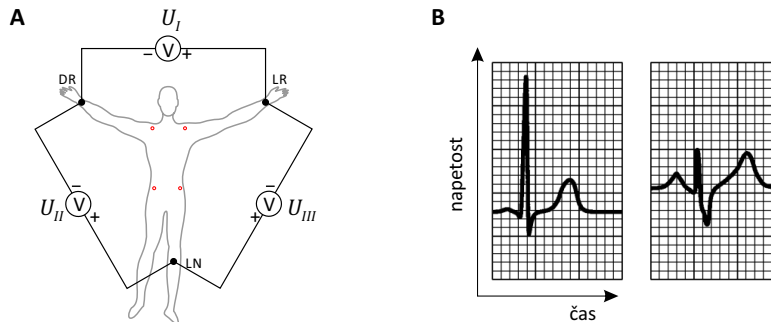 A
U_I
− V +
DR
LR
−
V
+
U_II
−
V
+
U_III
LN
B
napetost
čas